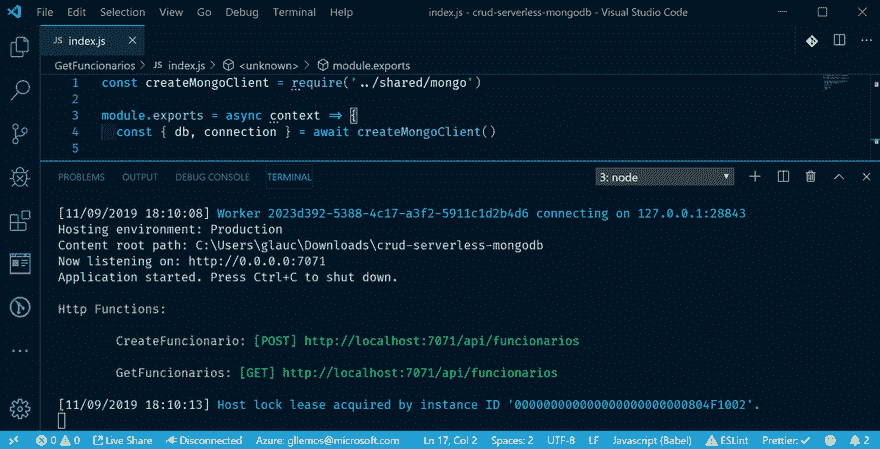 File Edit Selection View Go Debug Terminal Help index.js - crud-serverless-mongodb - Visual Studio Code
index.js
GetFuncionarios > index.js > <unknown> > module.exports
1 const createMongoClient = require('../shared/mongo')
2
3 module.exports = async context => {
4 const { db, connection } = await createMongoClient()
5
PROBLEMS OUTPUT DEBUG CONSOLE TERMINAL 3: node
[11/09/2019 18:10:08] Worker 2023d392-5388-4c17-a3f2-5911c1d2b4d6 connecting on 127.0.0.1:28843
Hosting environment: Production
Content root path: C:\Users\glauc\Downloads\crud-serverless-mongodb
Now listening on: http://0.0.0.0:7071
Application started. Press Ctrl+C to shut down.
Http Functions:
CreateFuncionario: [POST] http://localhost:7071/api/funcionarios
GetFuncionarios: [GET] http://localhost:7071/api/funcionarios
[11/09/2019 18:10:13] Host lock lease acquired by instance ID '000000000000000000000000804F1002'.
0 0 Live Share Disconnected Azure: gllemos@microsoft.com Ln 17, Col 2 Spaces: 2 UTF-8 LF Javascript (Babel) ESLint Prettier: ✓ 2